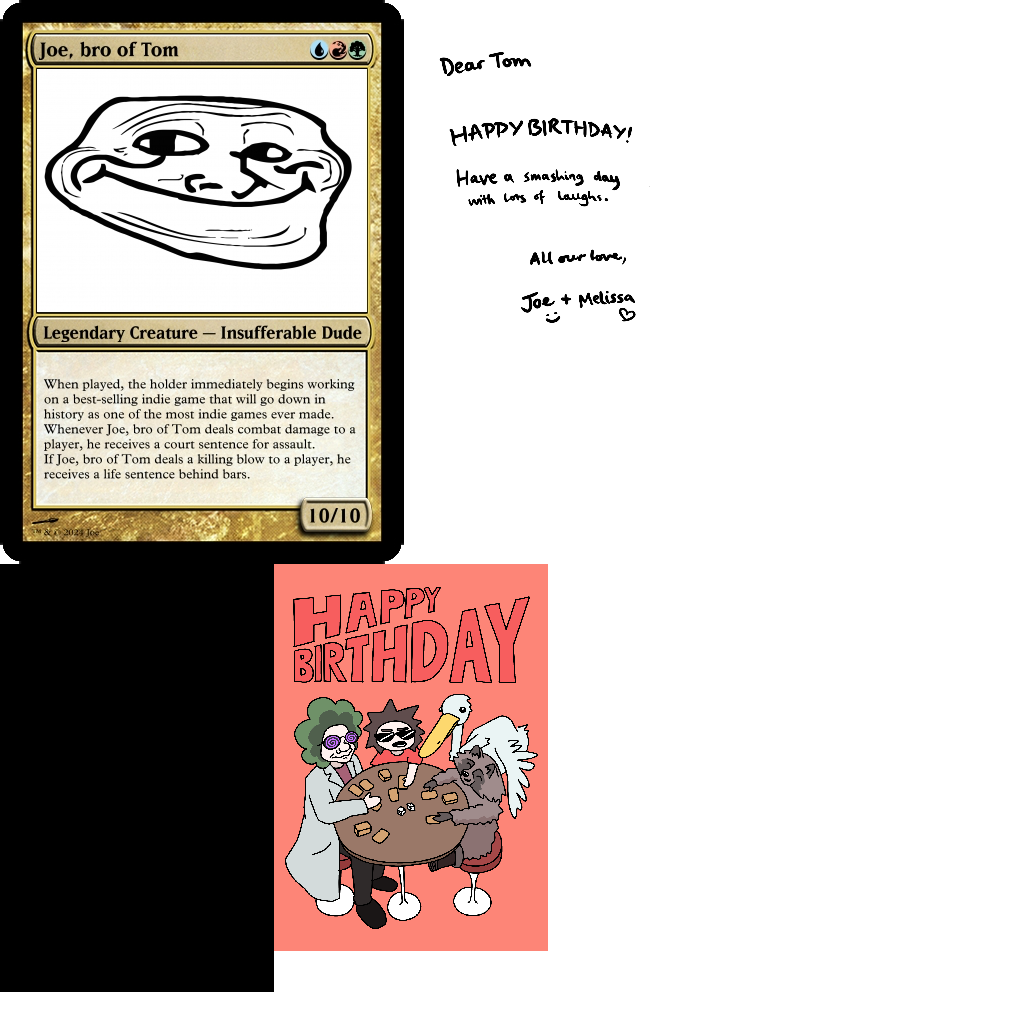 Joe, bro of Tom
Legendary Creature — Insufferable Dude
When played, the holder immediately begins working
on a best-selling indie game that will go down in
history as one of the most indie games ever made.
Whenever Joe, bro of Tom deals combat damage to a
player, he receives a court sentence for assault.
If Joe, bro of Tom deals a killing blow to a player, he
receives a life sentence behind bars.
10/10
™ & © 2024 Joe
Dear Tom
HAPPY BIRTHDAY!
Have a smashing day
with lots of laughs.
All our love,
Joe + Melissa
HAPPY
BIRTHDAY